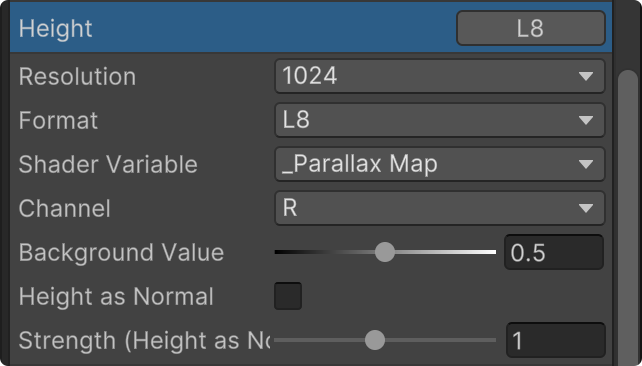 Height L8
Resolution 1024
Format L8
Shader Variable _Parallax Map
Channel R
Background Value 0.5
Height as Normal
Strength (Height as No 1